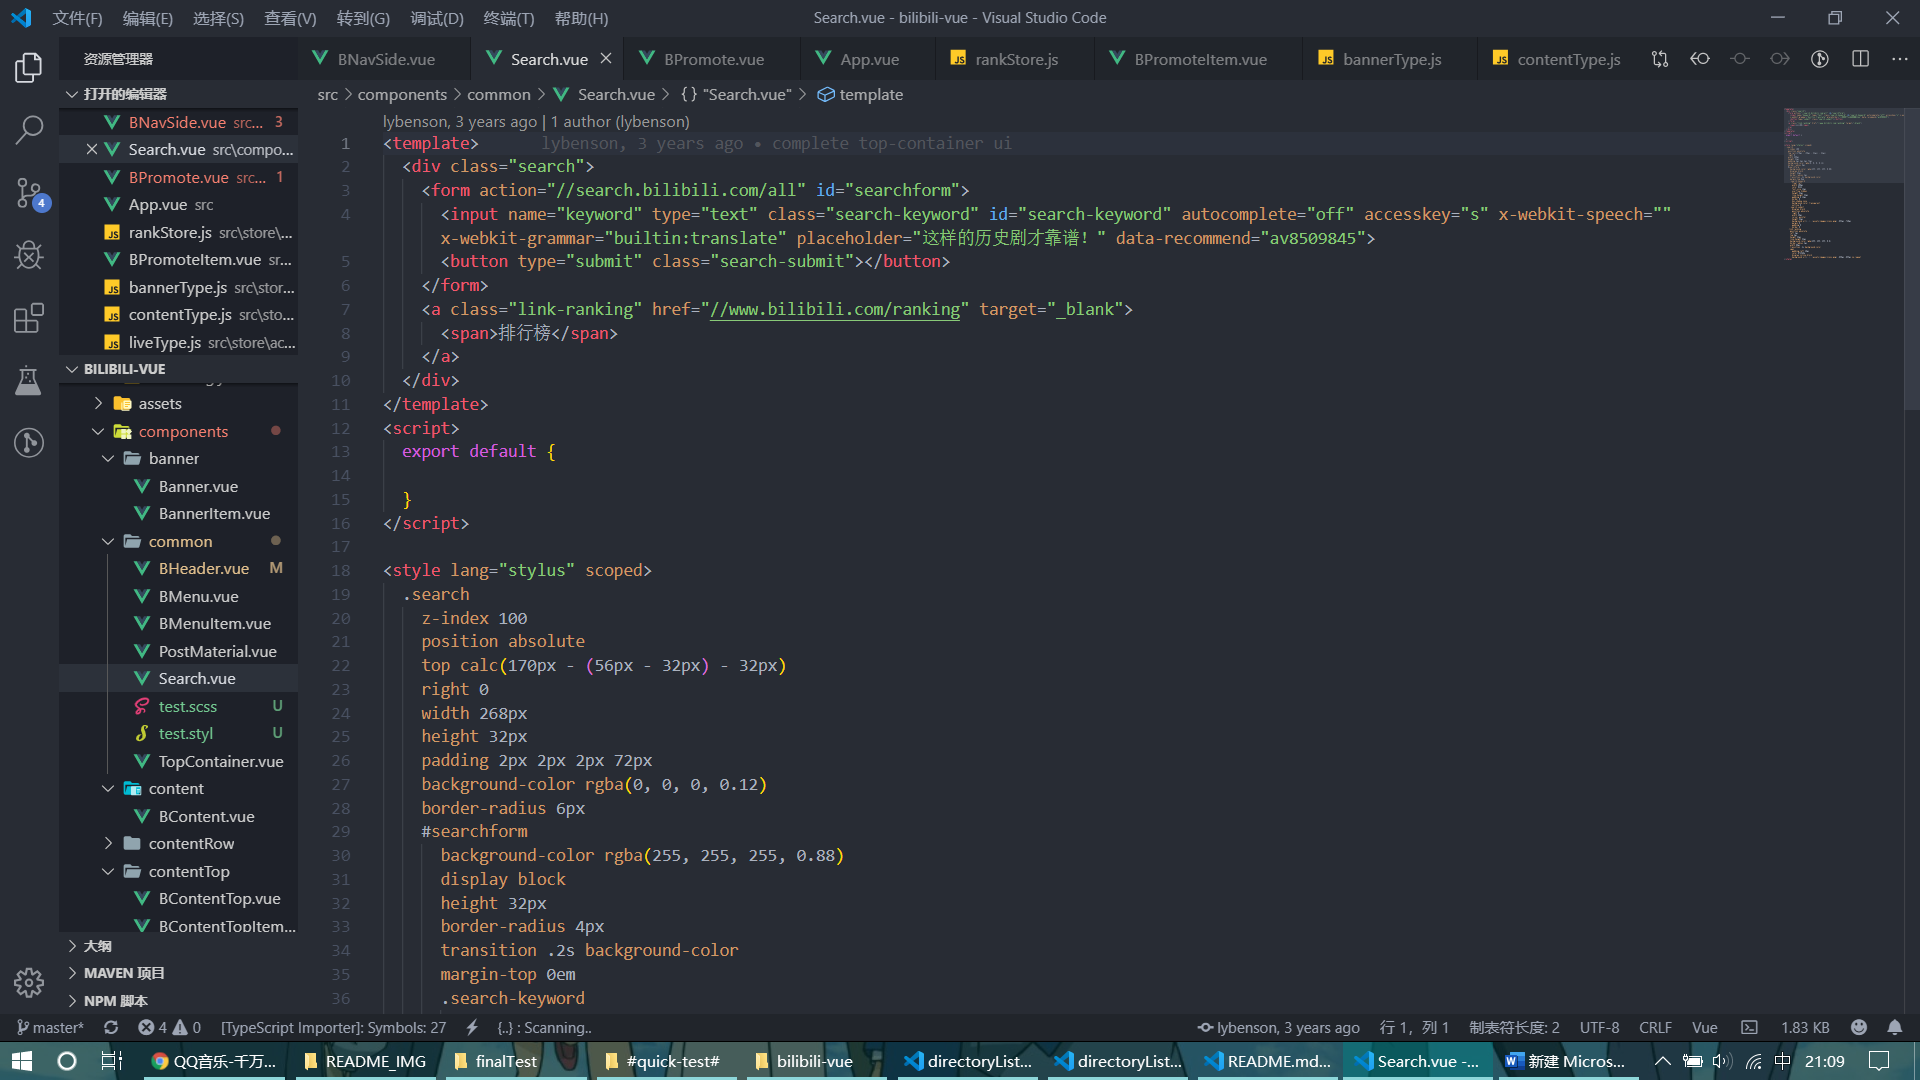 文件(F) 编辑(E) 选择(S) 查看(V) 转到(G) 调试(D) 终端(T) 帮助(H)
Search.vue - bilibili-vue - Visual Studio Code
资源管理器
BNavSide.vue
Search.vue
BPromote.vue
App.vue
rankStore.js
BPromoteItem.vue
bannerType.js
contentType.js
打开的编辑器
BNavSide.vue src... 3
Search.vue src\compo...
BPromote.vue src... 1
App.vue src
rankStore.js src\store\...
BPromoteItem.vue sr...
bannerType.js src\stor...
contentType.js src\sto...
liveType.js src\store\ac...
BILIBILI-VUE
assets
components
banner
Banner.vue
BannerItem.vue
common
BHeader.vue M
BMenu.vue
BMenuItem.vue
PostMaterial.vue
Search.vue
test.scss U
test.styl U
TopContainer.vue
content
BContent.vue
contentRow
contentTop
BContentTop.vue
BContentTopItem...
大纲
MAVEN 项目
NPM 脚本
4
src > components > common > Search.vue > {} "Search.vue" > template
lybenson, 3 years ago | 1 author (lybenson)
1 <template> lybenson, 3 years ago • complete top-container ui
2 <div class="search">
3 <form action="//search.bilibili.com/all" id="searchform">
4 <input name="keyword" type="text" class="search-keyword" id="search-keyword" autocomplete="off" accesskey="s" x-webkit-speech=""
x-webkit-grammar="builtin:translate" placeholder="这样的历史剧才靠谱！" data-recommend="av8509845">
5 <button type="submit" class="search-submit"></button>
6 </form>
7 <a class="link-ranking" href="//www.bilibili.com/ranking" target="_blank">
8 <span>排行榜</span>
9 </a>
10 </div>
11 </template>
12 <script>
13 export default {
14
15 }
16 </script>
17
18 <style lang="stylus" scoped>
19 .search
20 z-index 100
21 position absolute
22 top calc(170px - (56px - 32px) - 32px)
23 right 0
24 width 268px
25 height 32px
26 padding 2px 2px 2px 72px
27 background-color rgba(0, 0, 0, 0.12)
28 border-radius 6px
29 #searchform
30 background-color rgba(255, 255, 255, 0.88)
31 display block
32 height 32px
33 border-radius 4px
34 transition .2s background-color
35 margin-top 0em
36 .search-keyword
master* 4 0 [TypeScript Importer]: Symbols: 27 {..} : Scanning..
lybenson, 3 years ago 行 1，列 1 制表符长度: 2 UTF-8 CRLF Vue 1.83 KB
QQ音乐-千万...
README_IMG
finalTest
#quick-test#
bilibili-vue
directoryList...
directoryList...
README.md...
Search.vue -...
新建 Micros...
中 21:09